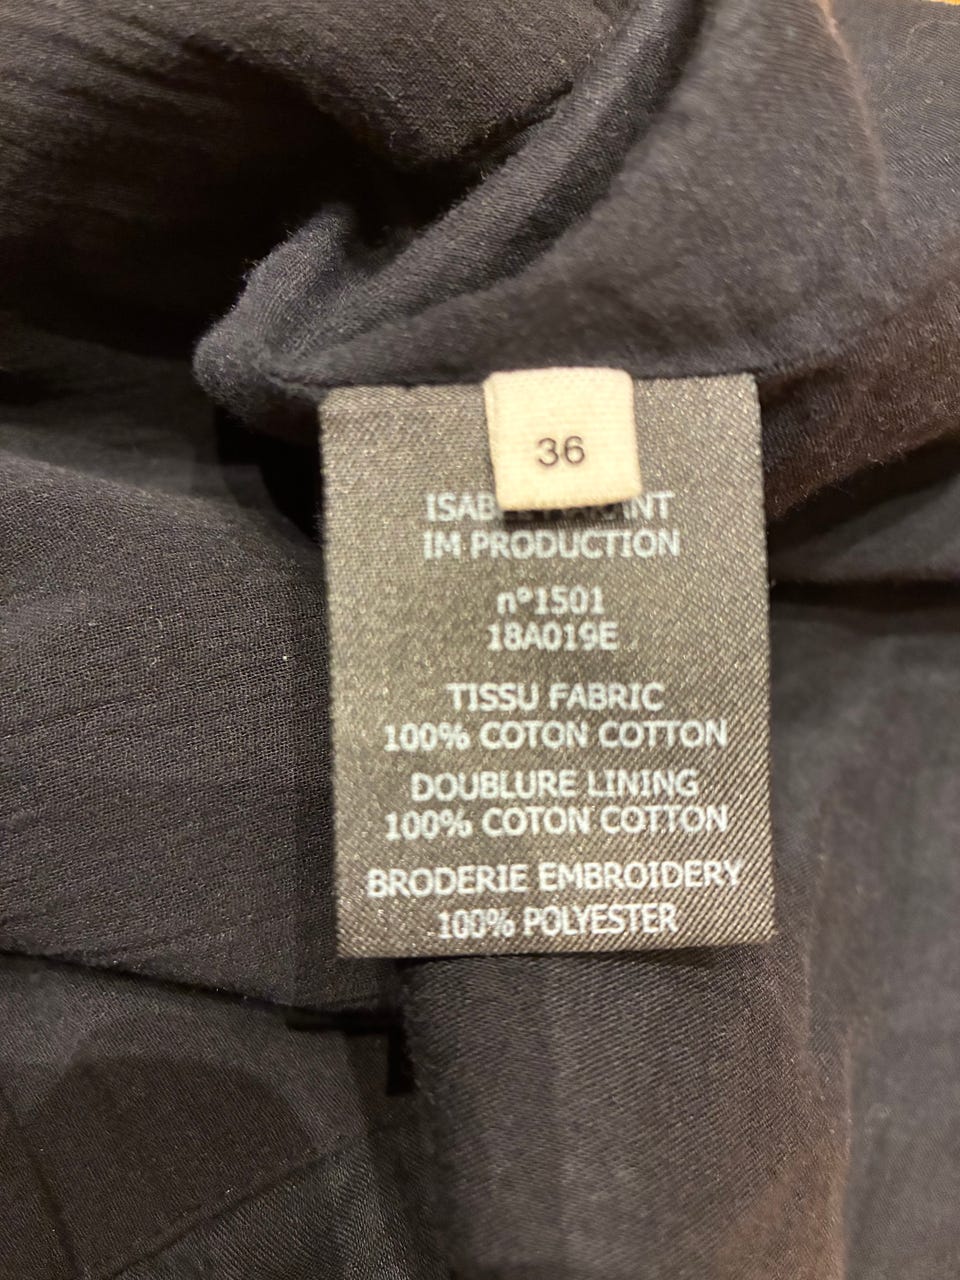 36
IM PRODUCTION
n°1501
18A019E
TISSU FABRIC
100% COTON COTTON
DOUBLURE LINING
100% COTON COTTON
BRODERIE EMBROIDERY
100% POLYESTER